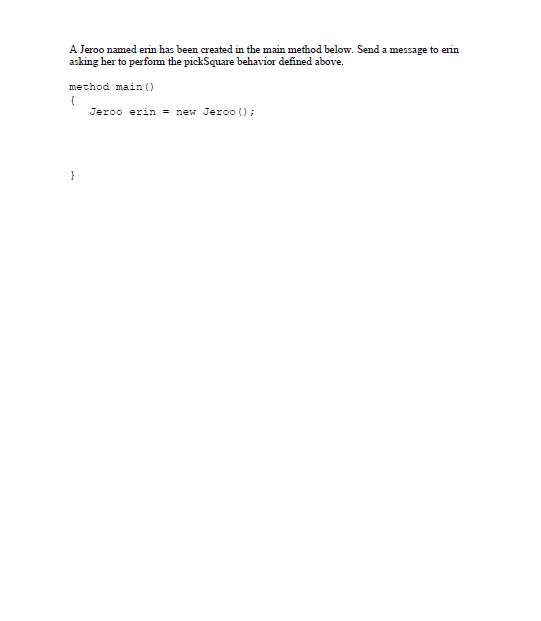 A Jeroo named erin has been created in the main method below. Send a message to erin
asking her to perform the pickSquare behavior defined above.
method main()
{
Jeroo erin = new Jeroo();
}